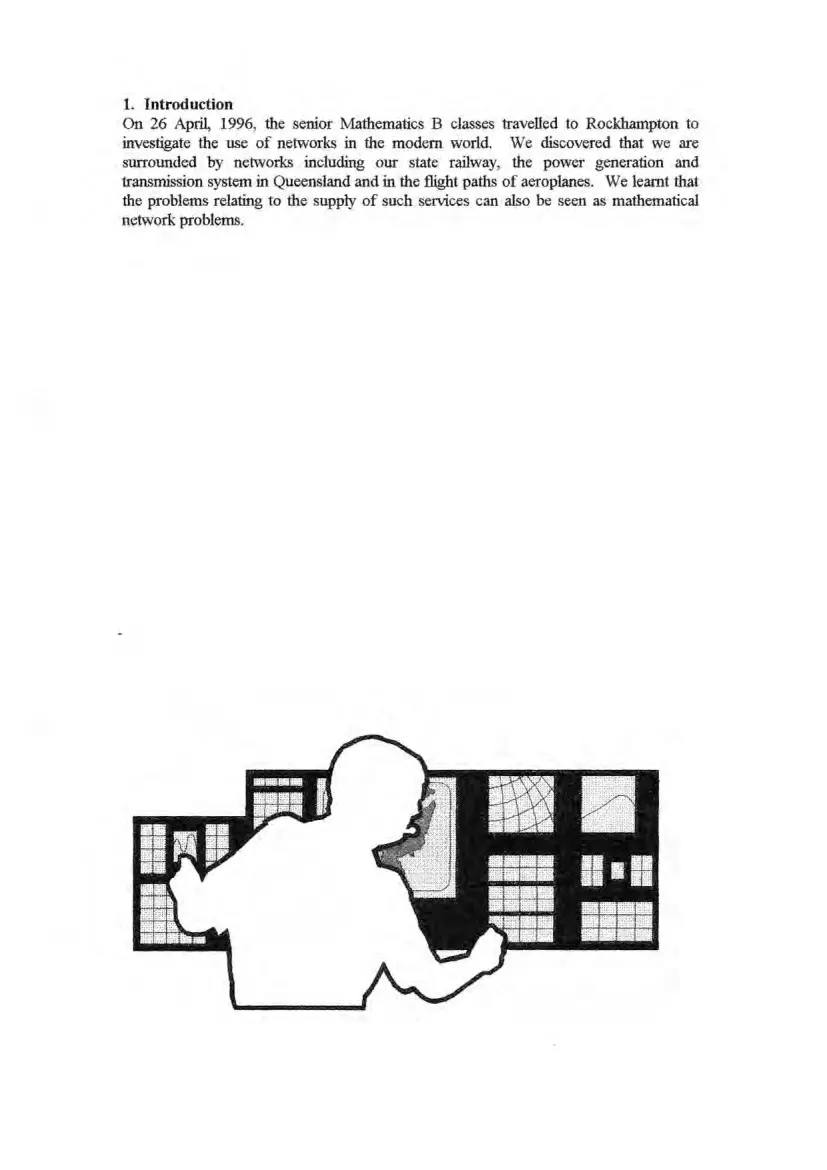 1. Introduction
On 26 April, 1996, the senior Mathematics B classes travelled to Rockhampton to
investigate the use of networks in the modern world. We discovered that we are
surrounded by networks including our state railway, the power generation and
transmission system in Queensland and in the flight paths of aeroplanes. We learnt that
the problems relating to the supply of such services can also be seen as mathematical
network problems.